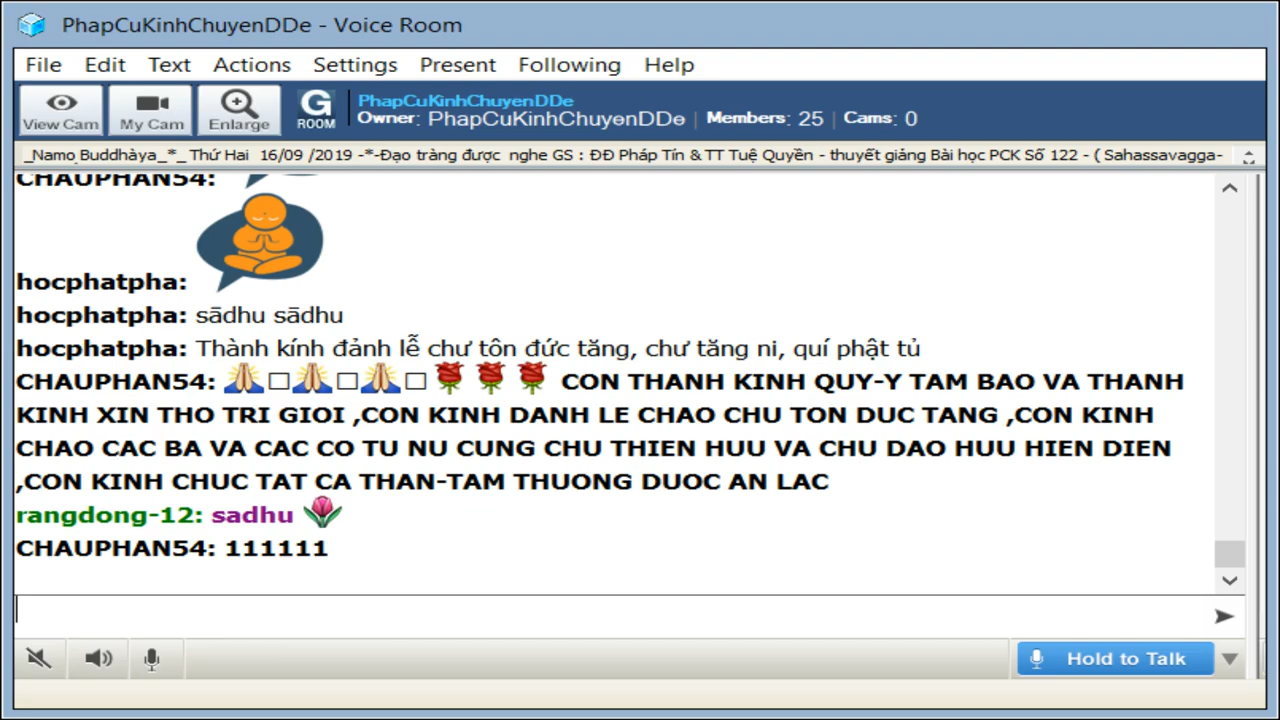 PhapCuKinhChuyenDDe - Voice Room
File Edit Text Actions Settings Present Following Help
View Cam My Cam Enlarge G ROOM
PhapCuKinhChuyenDDe
Owner: PhapCuKinhChuyenDDe | Members: 25 | Cams: 0
_Namo Buddhàya_*_ Thứ Hai 16/09 /2019 -*-Đạo tràng được nghe GS : ĐĐ Pháp Tín & TT Tuệ Quyền - thuyết giảng Bài học PCK Số 122 - ( Sahassavagga-
CHAUPHAN54:
hocphatpha:
hocphatpha: sādhu sādhu
hocphatpha: Thành kính đảnh lễ chư tôn đức tăng, chư tăng ni, quí phật tủ
CHAUPHAN54: 🙏□🙏□🙏□🌹🌹🌹 CON THANH KINH QUY-Y TAM BAO VA THANH
KINH XIN THO TRI GIOI ,CON KINH DANH LE CHAO CHU TON DUC TANG ,CON KINH
CHAO CAC BA VA CAC CO TU NU CUNG CHU THIEN HUU VA CHU DAO HUU HIEN DIEN
,CON KINH CHUC TAT CA THAN-TAM THUONG DUOC AN LAC
rangdong-12: sadhu 🌷
CHAUPHAN54: 111111
Hold to Talk